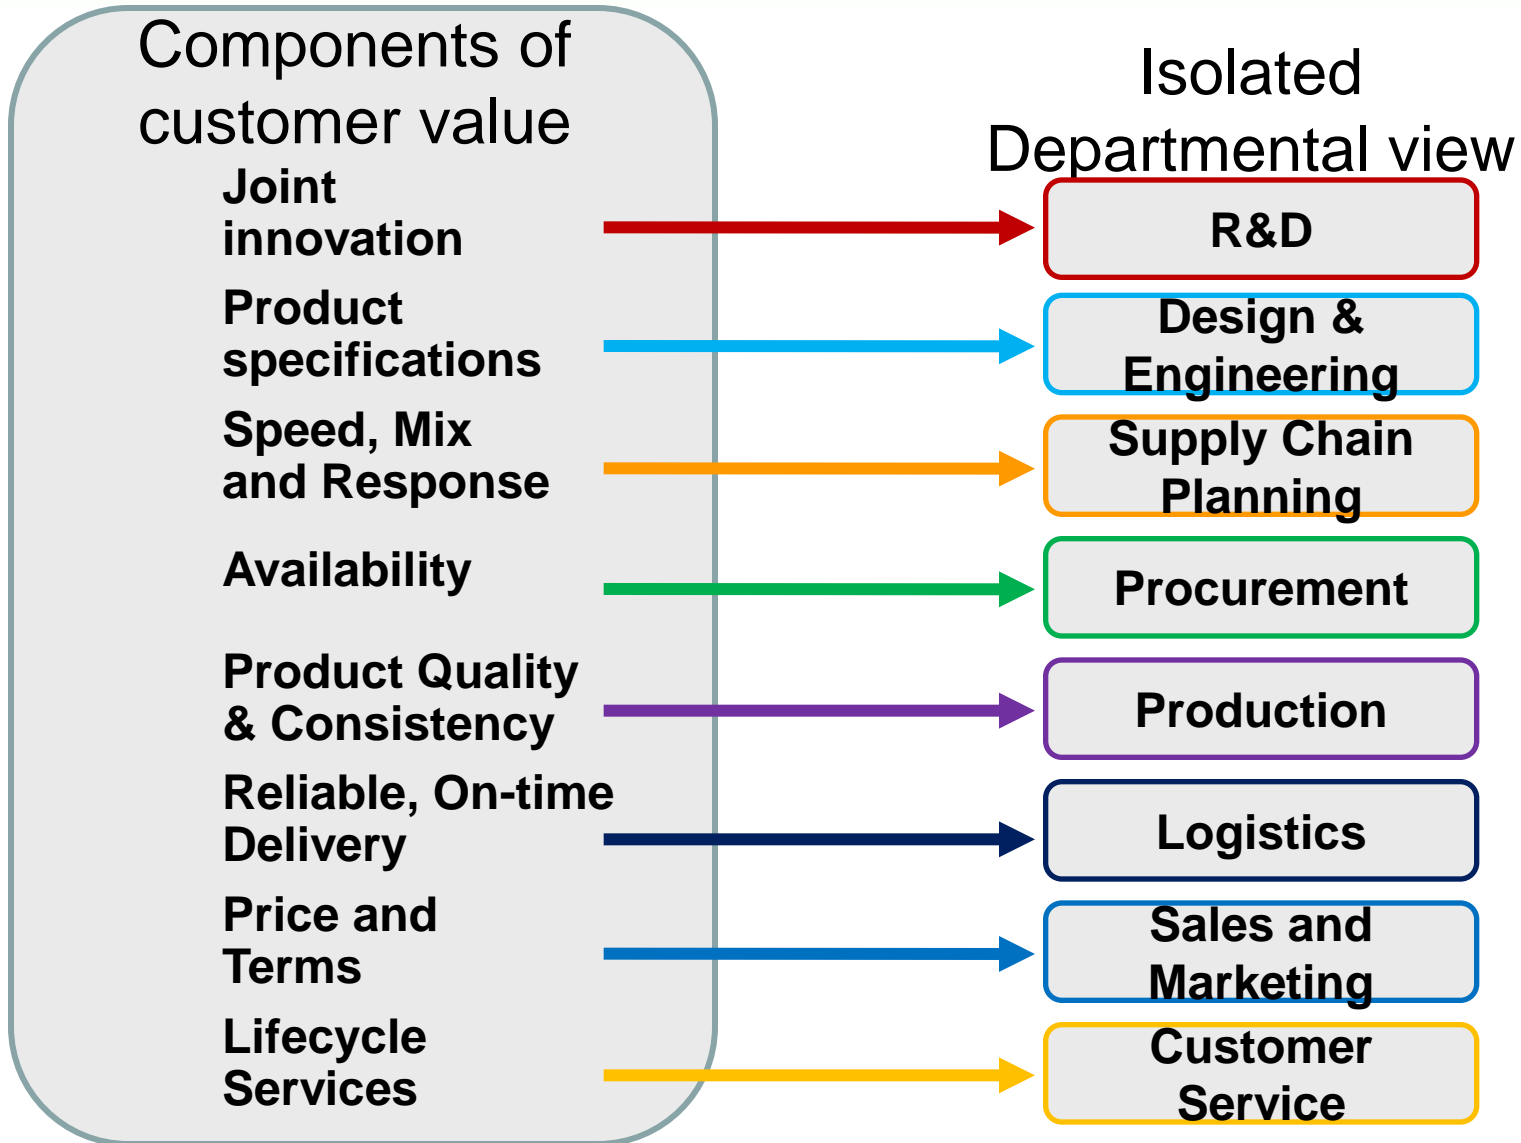 Components of
customer value
Isolated
Departmental view
Joint
innovation
R&D
Product
specifications
Design &
Engineering
Speed, Mix
and Response
Supply Chain
Planning
Availability
Procurement
Product Quality
& Consistency
Production
Reliable, On-time
Delivery
Logistics
Price and
Terms
Sales and
Marketing
Lifecycle
Services
Customer
Service